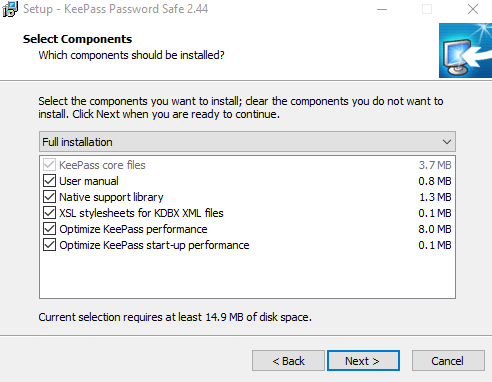 Setup - KeePass Password Safe 2.44
Select Components
Which components should be installed?
Select the components you want to install; clear the components you do not want to
install. Click Next when you are ready to continue.
Full installation
KeePass core files 3.7 MB
User manual 0.8 MB
Native support library 1.3 MB
XSL stylesheets for KDBX XML files 0.1 MB
Optimize KeePass performance 8.0 MB
Optimize KeePass start-up performance 0.1 MB
Current selection requires at least 14.9 MB of disk space.
< Back Next > Cancel